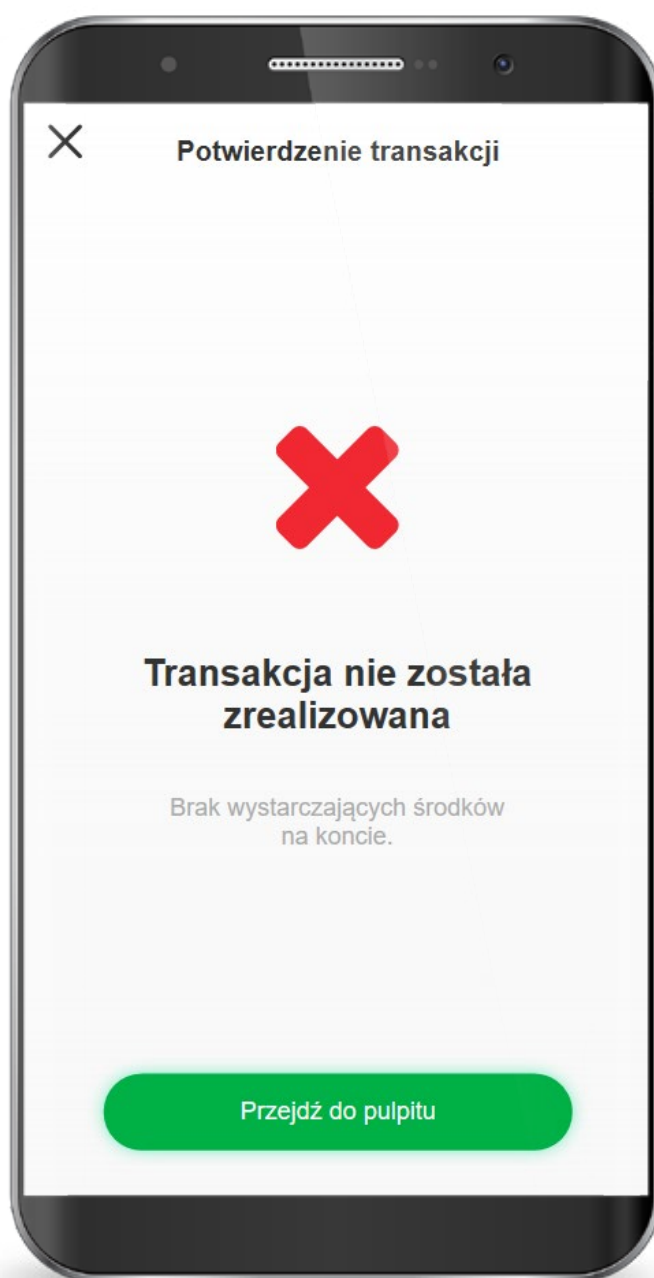 Potwierdzenie transakcji
Transakcja nie została
zrealizowana
Brak wystarczających środków
na koncie.
Przejdź do pulpitu